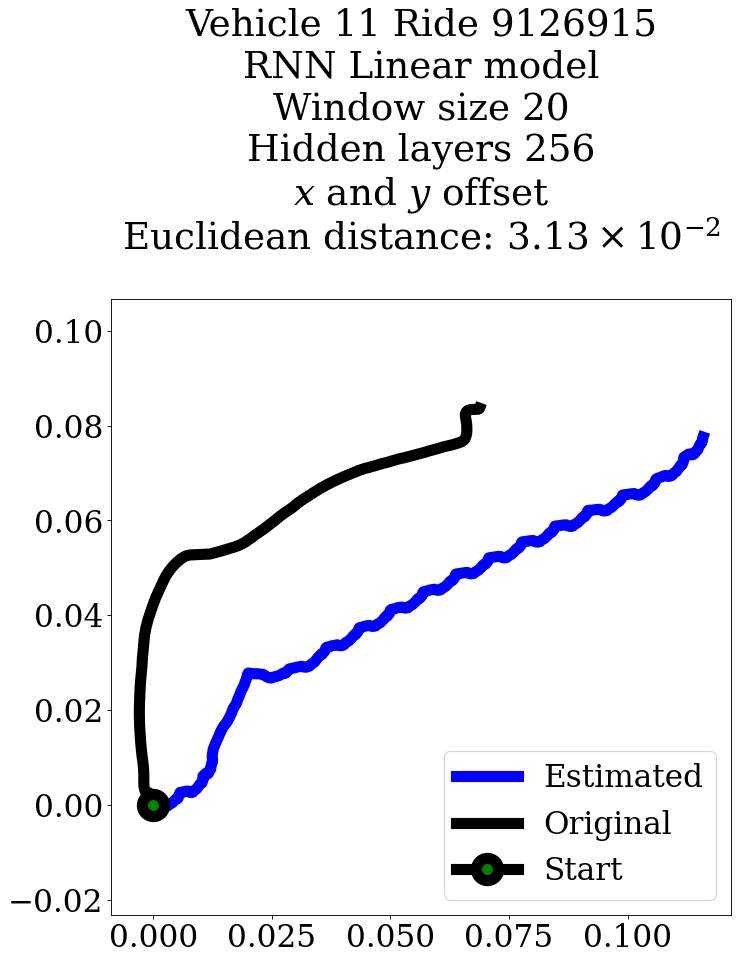 Vehicle 11 Ride 9126915
RNN Linear model
Window size 20
Hidden layers 256
x and y offset
Euclidean distance: 3.13 × 10⁻²
0.10
0.08
0.06
0.04
0.02
0.00
−0.02
0.000 0.025 0.050 0.075 0.100
Estimated
Original
Start